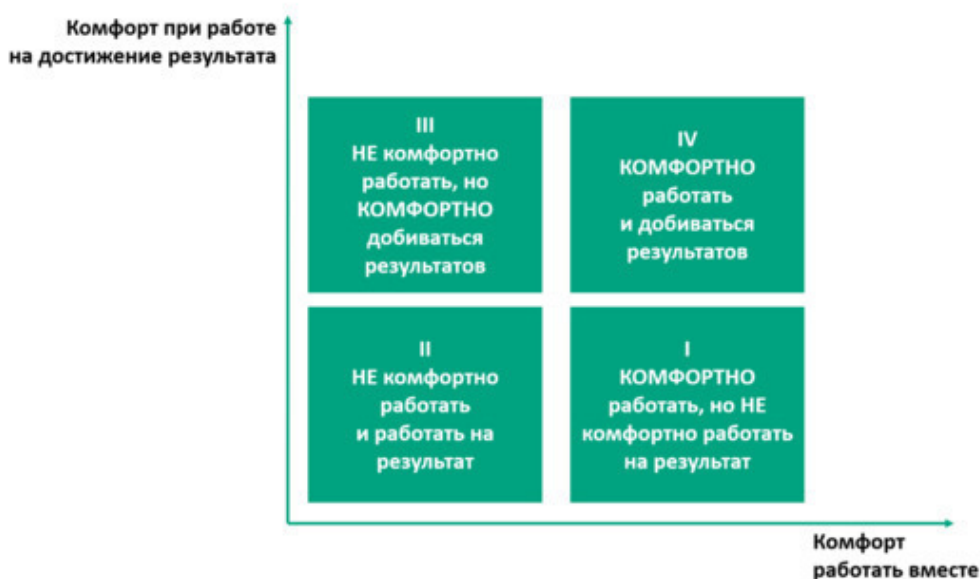 Комфорт при работе
на достижение результата
III
НЕ комфортно
работать, но
КОМФОРТНО
добиваться
результатов
IV
КОМФОРТНО
работать
и добиваться
результатов
II
НЕ комфортно
работать
и работать на
результат
I
КОМФОРТНО
работать, но НЕ
комфортно работать
на результат
Комфорт
работать вместе